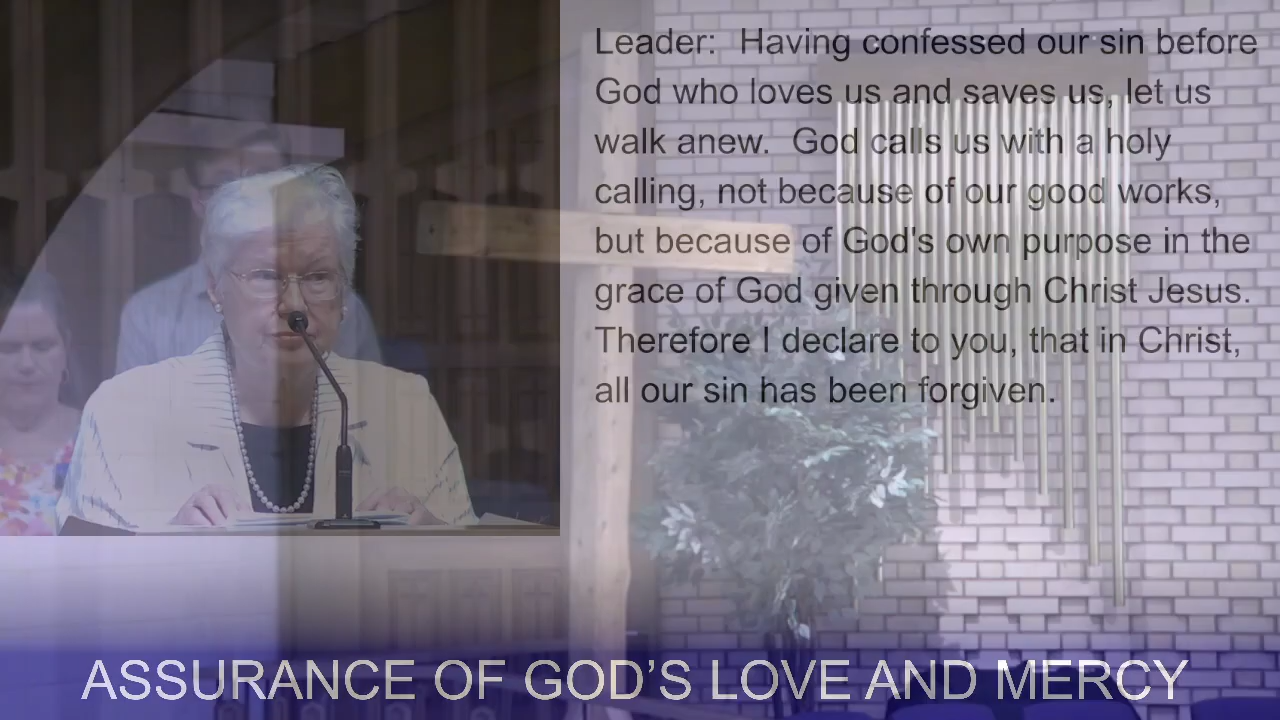 Leader:  Having confessed our sin before
God who loves us and saves us, let us
walk anew.  God calls us with a holy
calling, not because of our good works,
but because of God's own purpose in the
grace of God given through Christ Jesus.
Therefore I declare to you, that in Christ,
all our sin has been forgiven.
ASSURANCE OF GOD’S LOVE AND MERCY